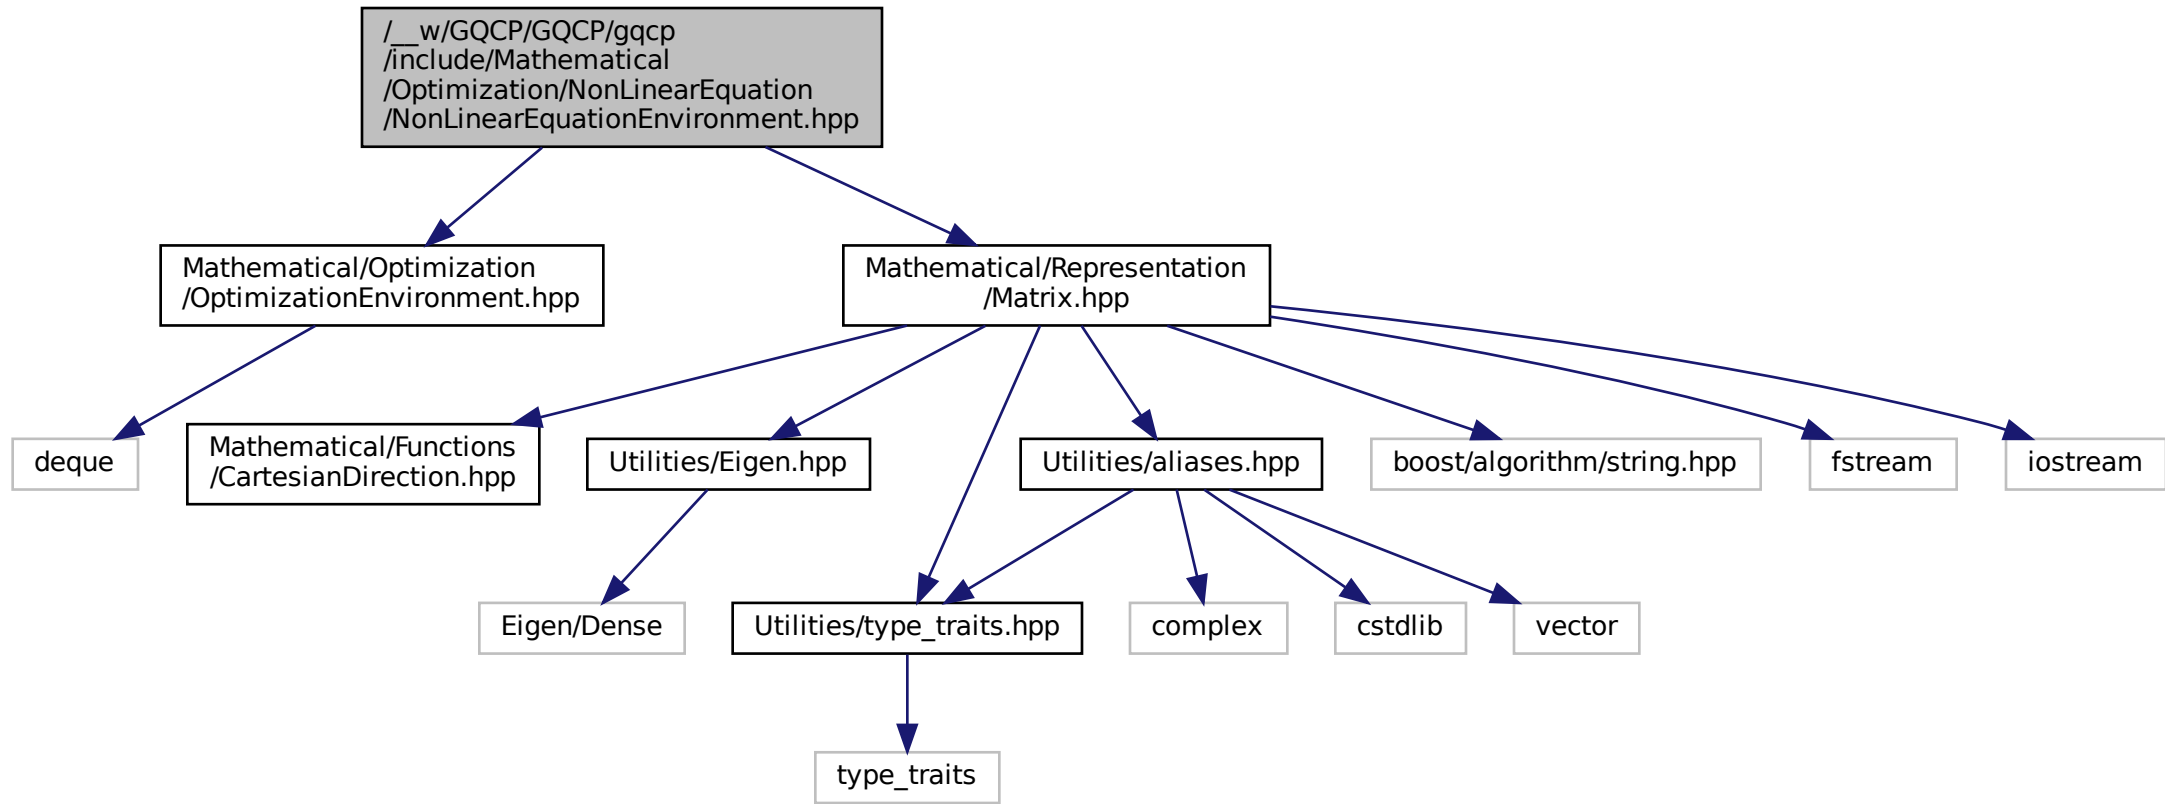 /__w/GQCP/GQCP/gqcp
/include/Mathematical
/Optimization/NonLinearEquation
/NonLinearEquationEnvironment.hpp
Mathematical/Optimization
/OptimizationEnvironment.hpp
Mathematical/Representation
/Matrix.hpp
deque
Mathematical/Functions
/CartesianDirection.hpp
Utilities/Eigen.hpp
Utilities/aliases.hpp
boost/algorithm/string.hpp
fstream
iostream
Eigen/Dense
Utilities/type_traits.hpp
complex
cstdlib
vector
type_traits